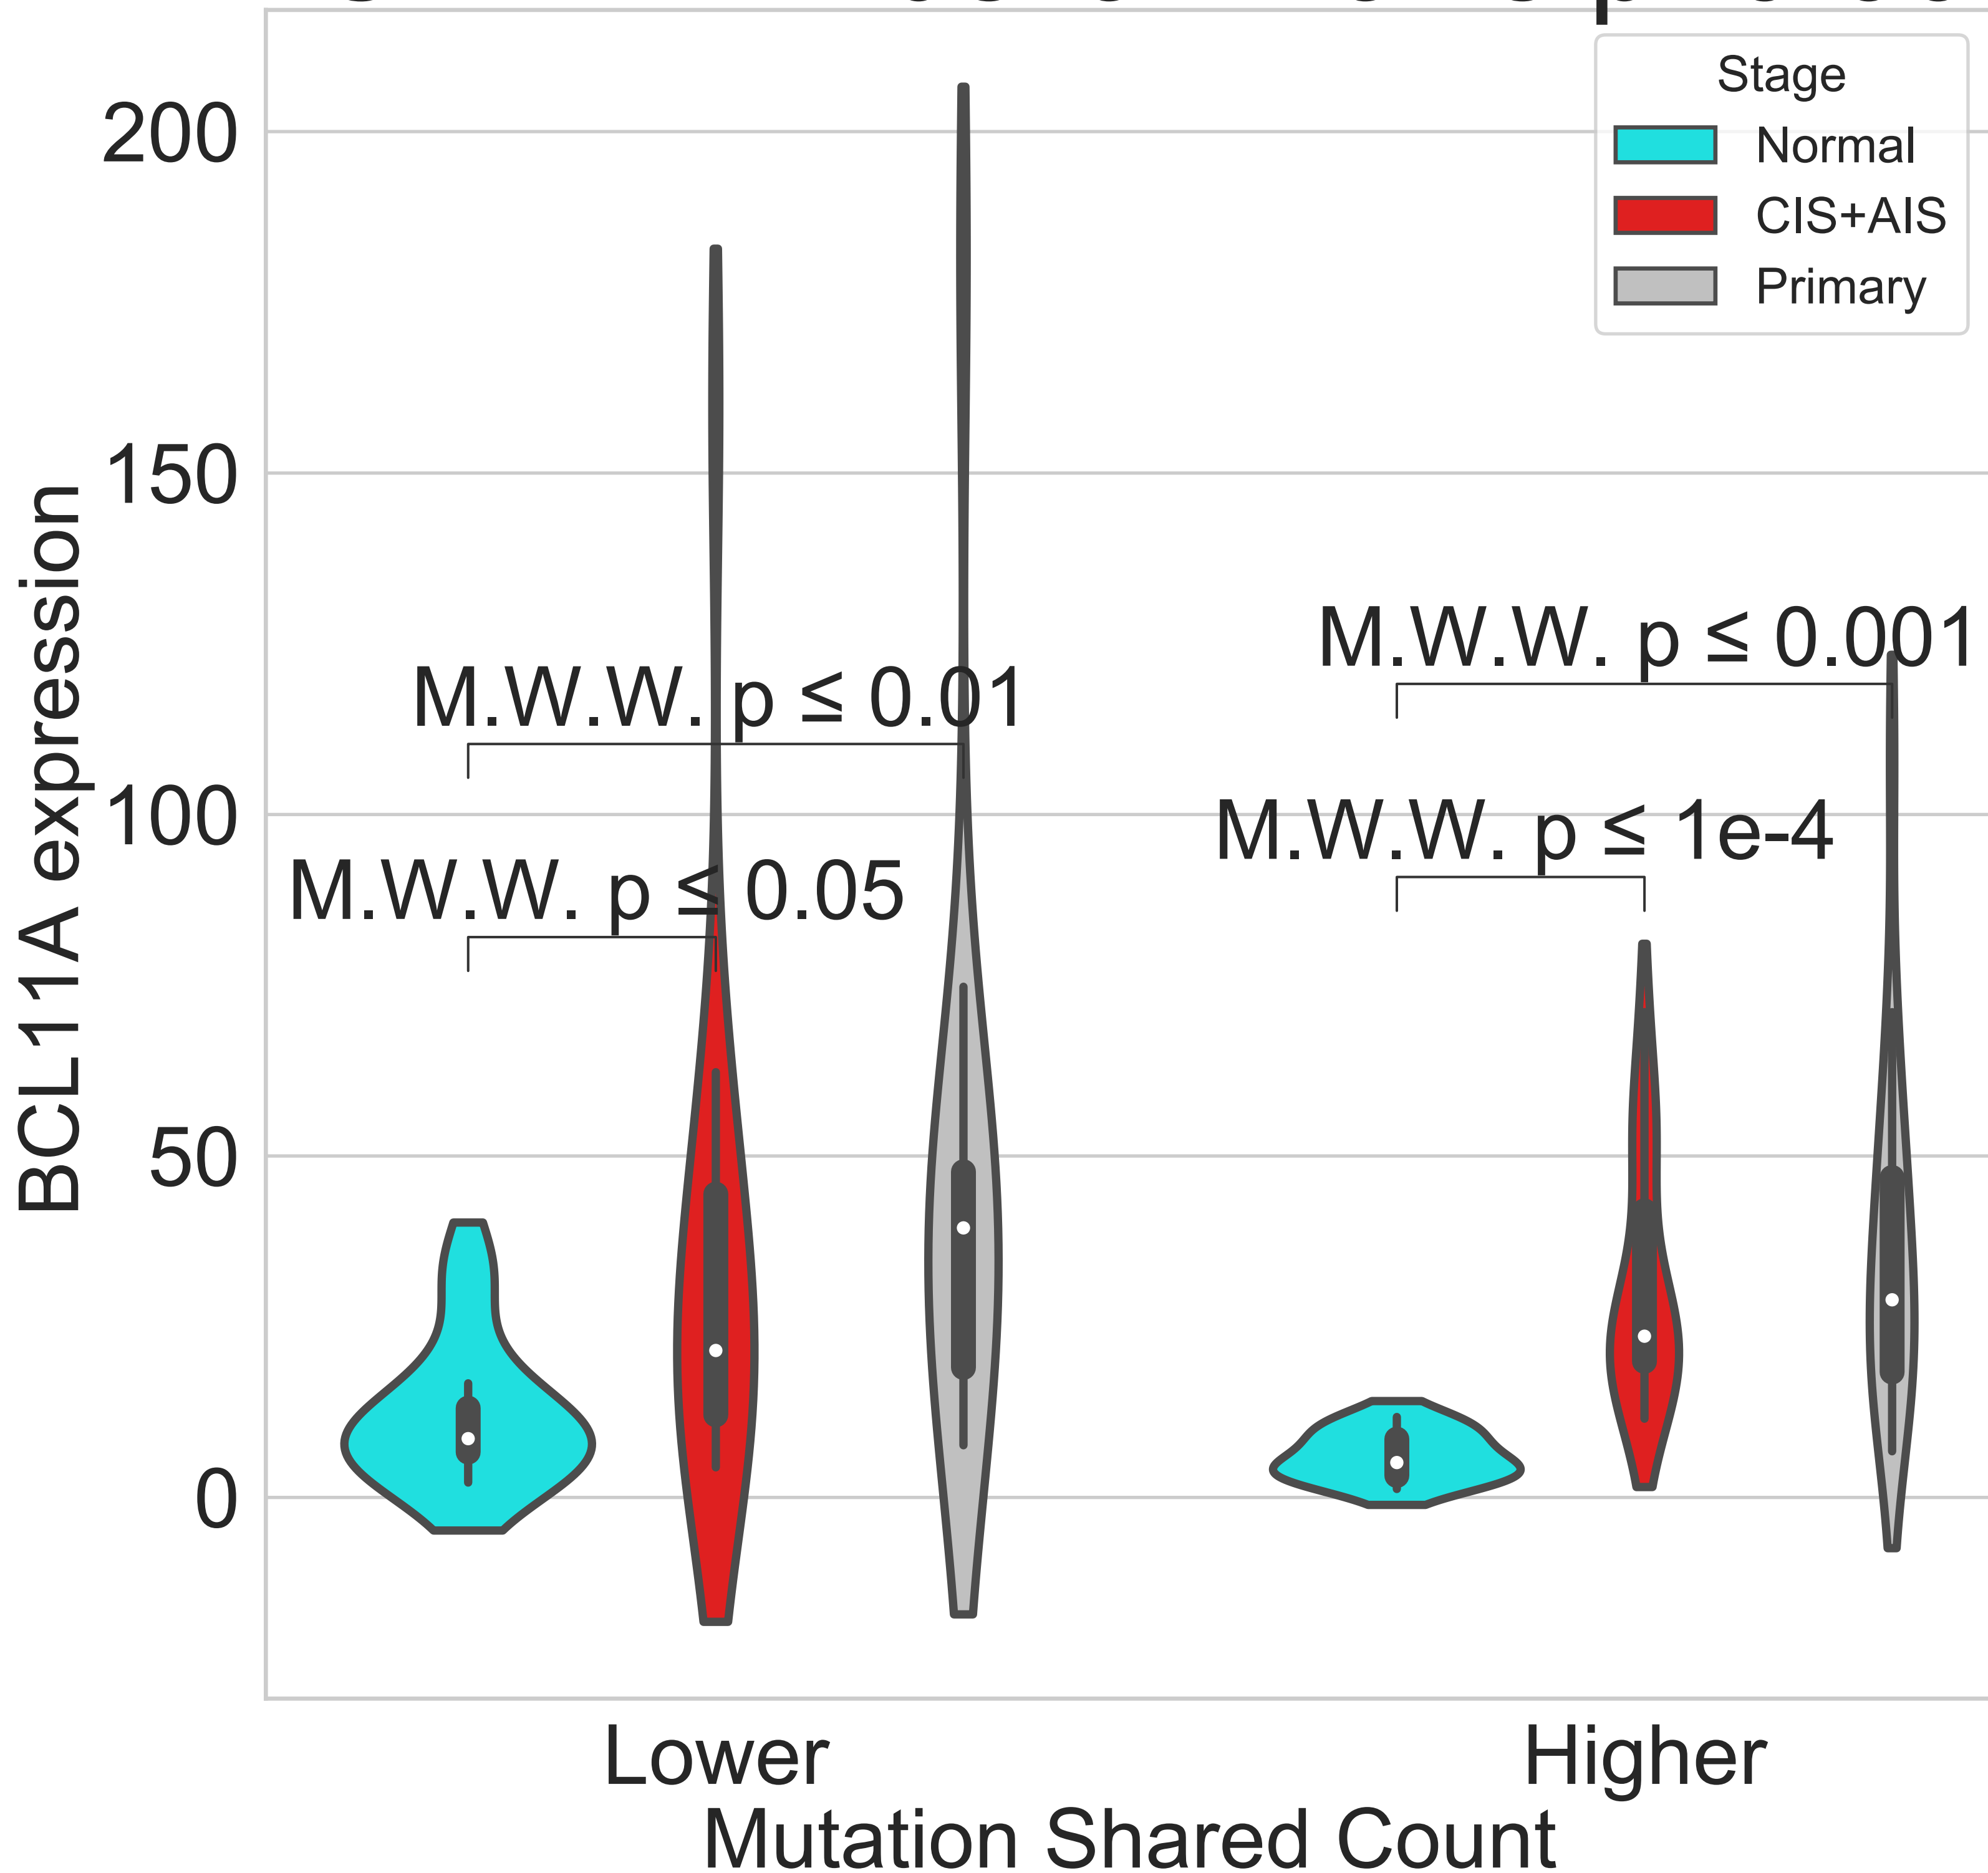 Stage
Normal
CIS+AIS
Primary
200
150
100
50
0
BCL11A expression
M.W.W. p ≤ 0.01
M.W.W. p ≤ 0.05
M.W.W. p ≤ 0.001
M.W.W. p ≤ 1e-4
Lower
Higher
Mutation Shared Count